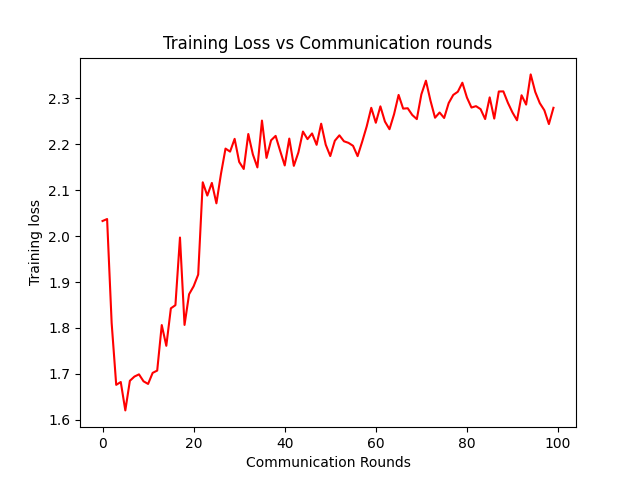 Training Loss vs Communication rounds
2.3
2.2
2.1
2.0
1.9
1.8
1.7
1.6
Training loss
0 20 40 60 80 100
Communication Rounds